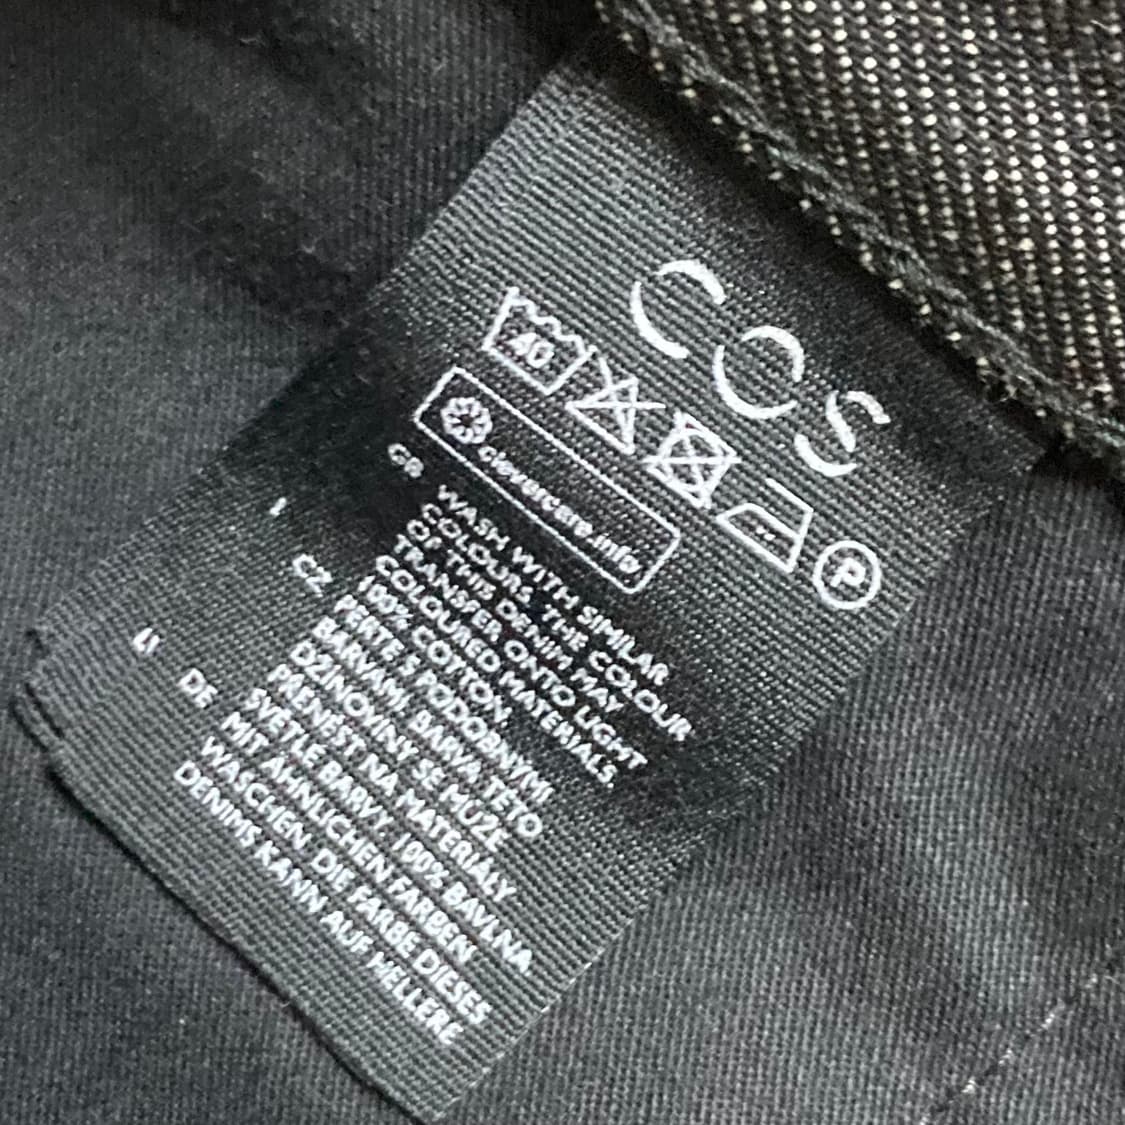 COS
40
P
clevercare.info
GB WASH WITH SIMILAR
COLOURS. THE COLOUR
OF THIS DENIM MAY
TRANSFER ONTO LIGHT
COLOURED MATERIALS.
100% COTTON.
CZ PERTE S PODOBNÝMI
BARVAMI. BARVA TÉTO
DŽÍNOVINY SE MŮŽE
PŘENÉST NA MATERIÁLY
SVĚTLÉ BARVY. 100% BAVLNA.
DE MIT ÄHNLICHEN FARBEN
WASCHEN. DIE FARBE DIESES
DENIMS KANN AUF HELLERE